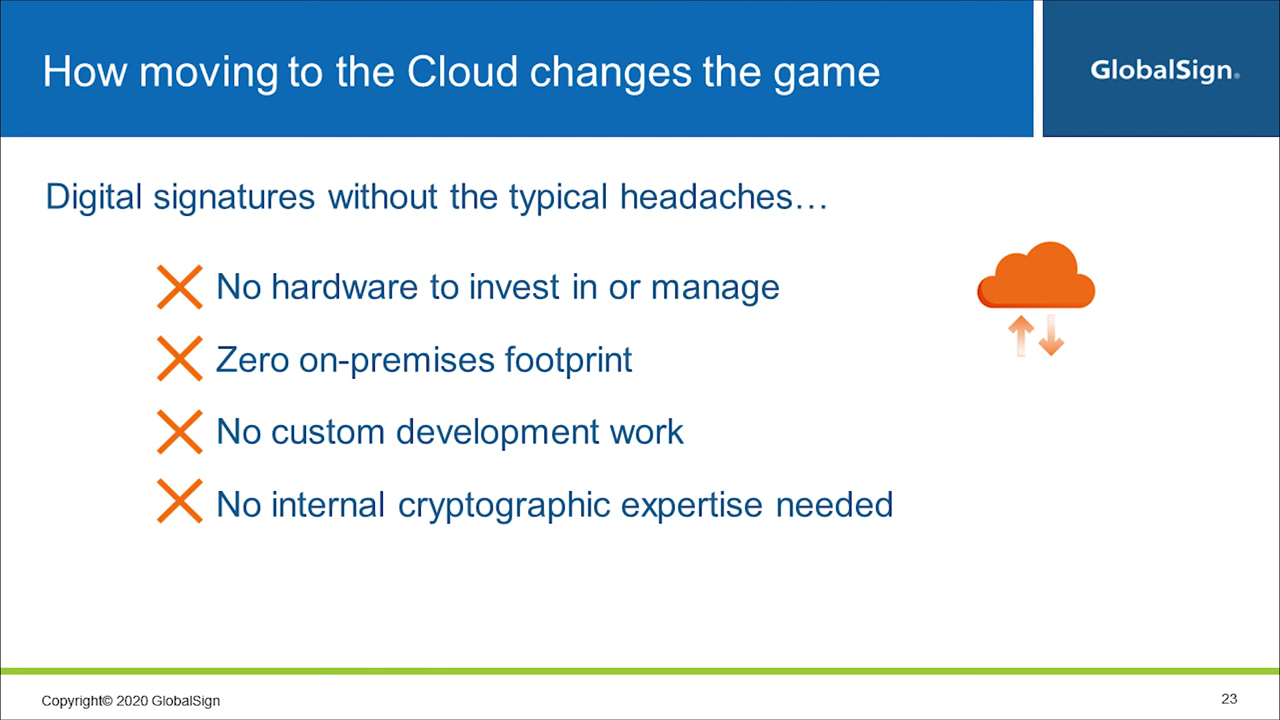 How moving to the Cloud changes the game
GlobalSign.
Digital signatures without the typical headaches…
No hardware to invest in or manage
Zero on-premises footprint
No custom development work
No internal cryptographic expertise needed
Copyright© 2020 GlobalSign
23